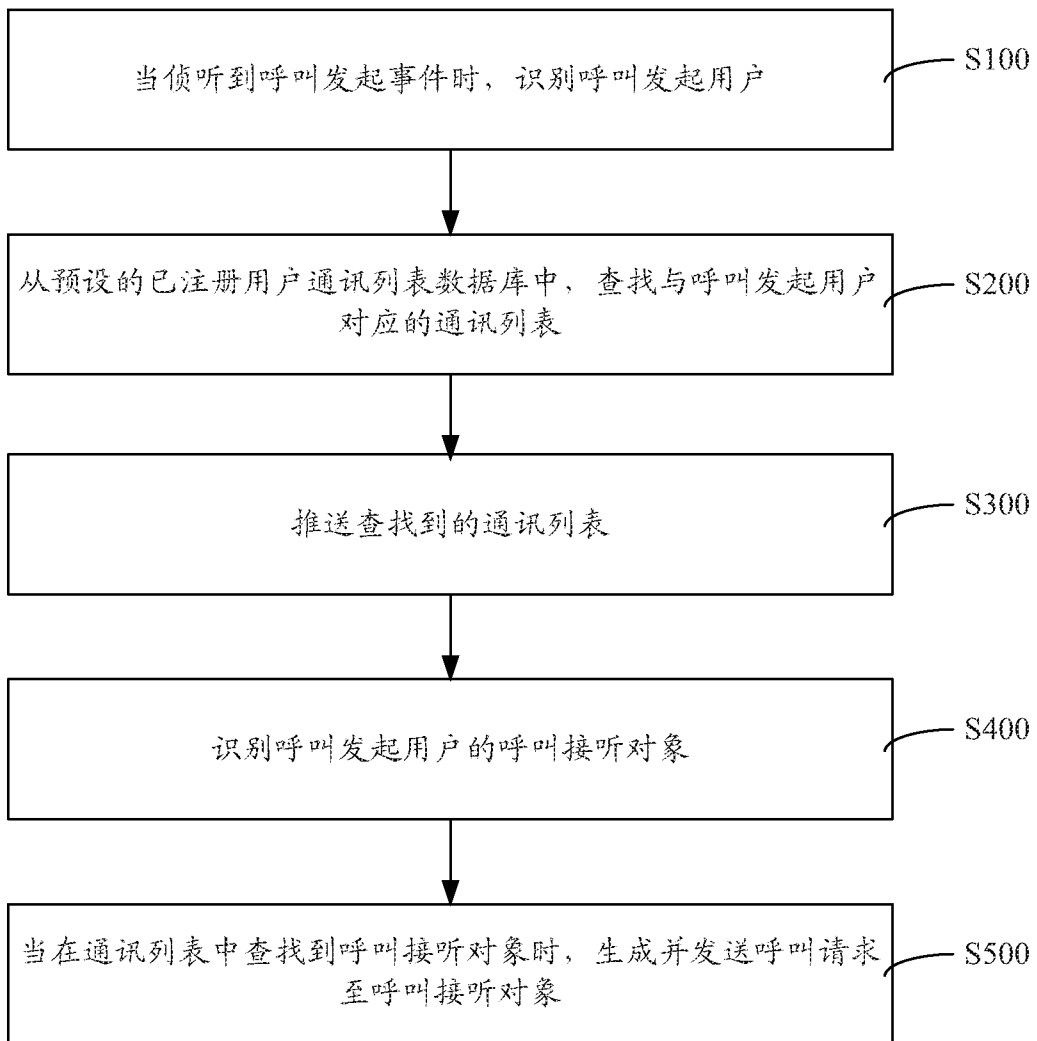 当侦听到呼叫发起事件时，识别呼叫发起用户
S100
从预设的已注册用户通讯列表数据库中，查找与呼叫发起用户
对应的通讯列表
S200
推送查找到的通讯列表
S300
识别呼叫发起用户的呼叫接听对象
S400
当在通讯列表中查找到呼叫接听对象时，生成并发送呼叫请求
至呼叫接听对象
S500